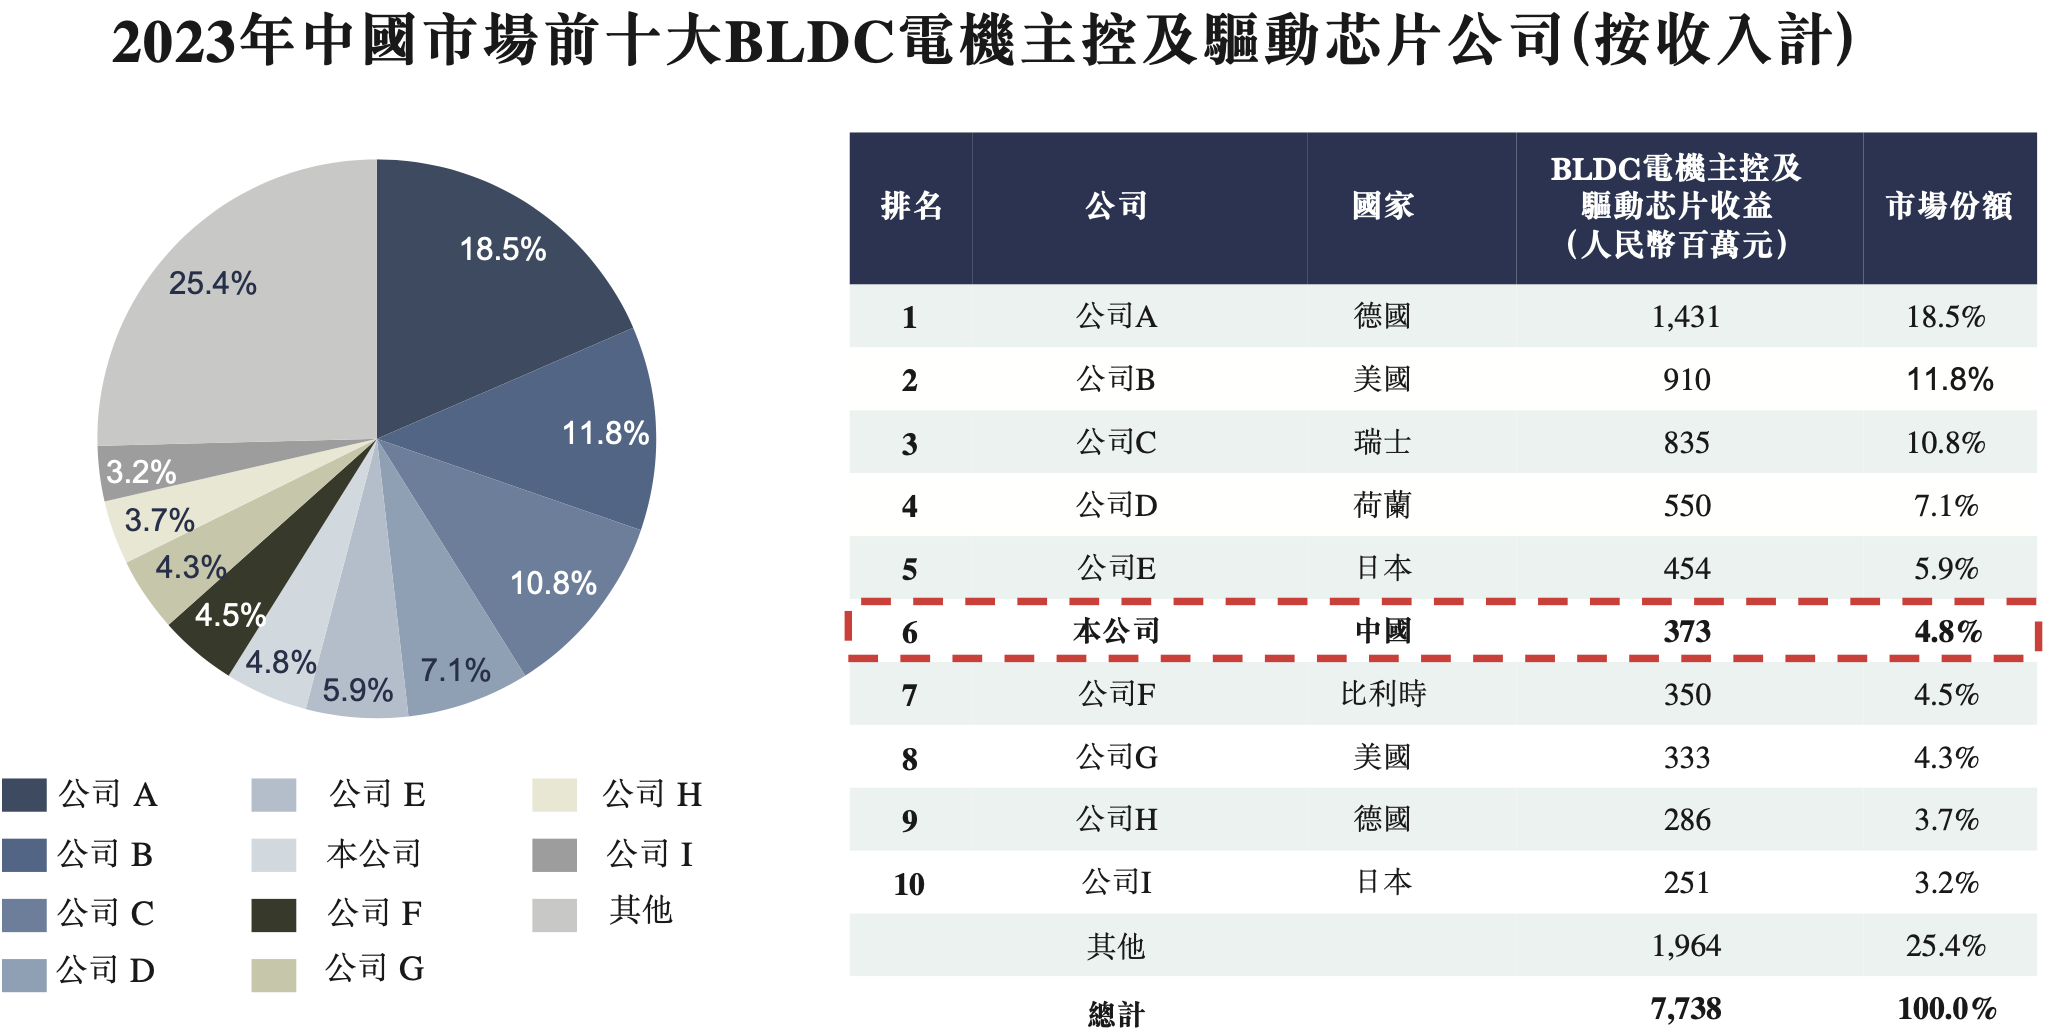 2023年中國市場前十大BLDC電機主控及驅動芯片公司(按收入計)
18.5%
11.8%
10.8%
7.1%
5.9%
4.8%
4.5%
4.3%
3.7%
3.2%
25.4%
公司 A
公司 E
公司 H
公司 B
本公司
公司 I
公司 C
公司 F
其他
公司 D
公司 G
排名 公司 國家 BLDC電機主控及驅動芯片收益(人民幣百萬元) 市場份額
1 公司A 德國 1,431 18.5%
2 公司B 美國 910 11.8%
3 公司C 瑞士 835 10.8%
4 公司D 荷蘭 550 7.1%
5 公司E 日本 454 5.9%
6 本公司 中國 373 4.8%
7 公司F 比利時 350 4.5%
8 公司G 美國 333 4.3%
9 公司H 德國 286 3.7%
10 公司I 日本 251 3.2%
其他 1,964 25.4%
總計 7,738 100.0%